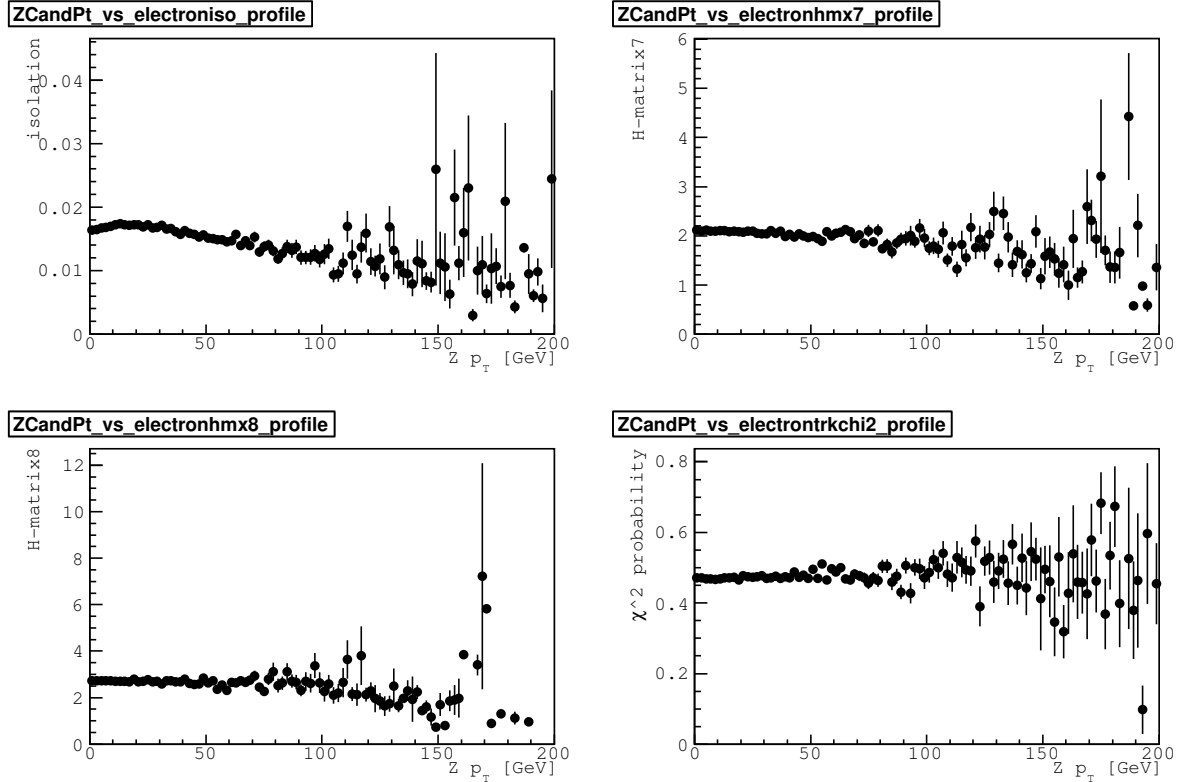 ZCandPt_vs_electroniso_profile
isolation
0.04
0.03
0.02
0.01
0
0 50 100 150 200
Z p_T [GeV]
ZCandPt_vs_electronhmx7_profile
H-matrix7
6
5
4
3
2
1
0
0 50 100 150 200
Z p_T [GeV]
ZCandPt_vs_electronhmx8_profile
H-matrix8
12
10
8
6
4
2
0
0 50 100 150 200
Z p_T [GeV]
ZCandPt_vs_electrontrkchi2_profile
χ^2 probability
0.8
0.6
0.4
0.2
0
0 50 100 150 200
Z p_T [GeV]